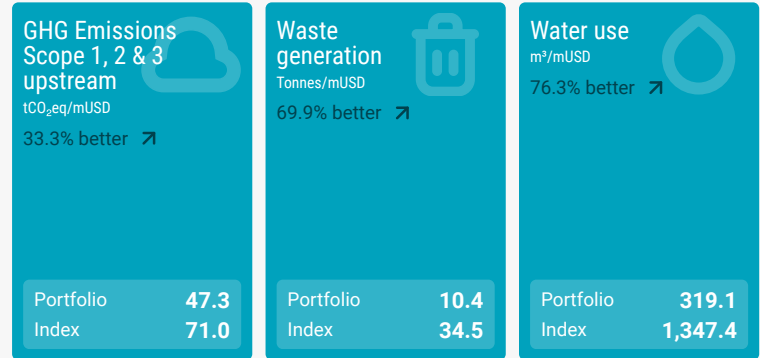 GHG Emissions
Scope 1, 2 & 3
upstream
tCO₂eq/mUSD
33.3% better
Portfolio 47.3
Index 71.0
Waste
generation
Tonnes/mUSD
69.9% better
Portfolio 10.4
Index 34.5
Water use
m³/mUSD
76.3% better
Portfolio 319.1
Index 1,347.4